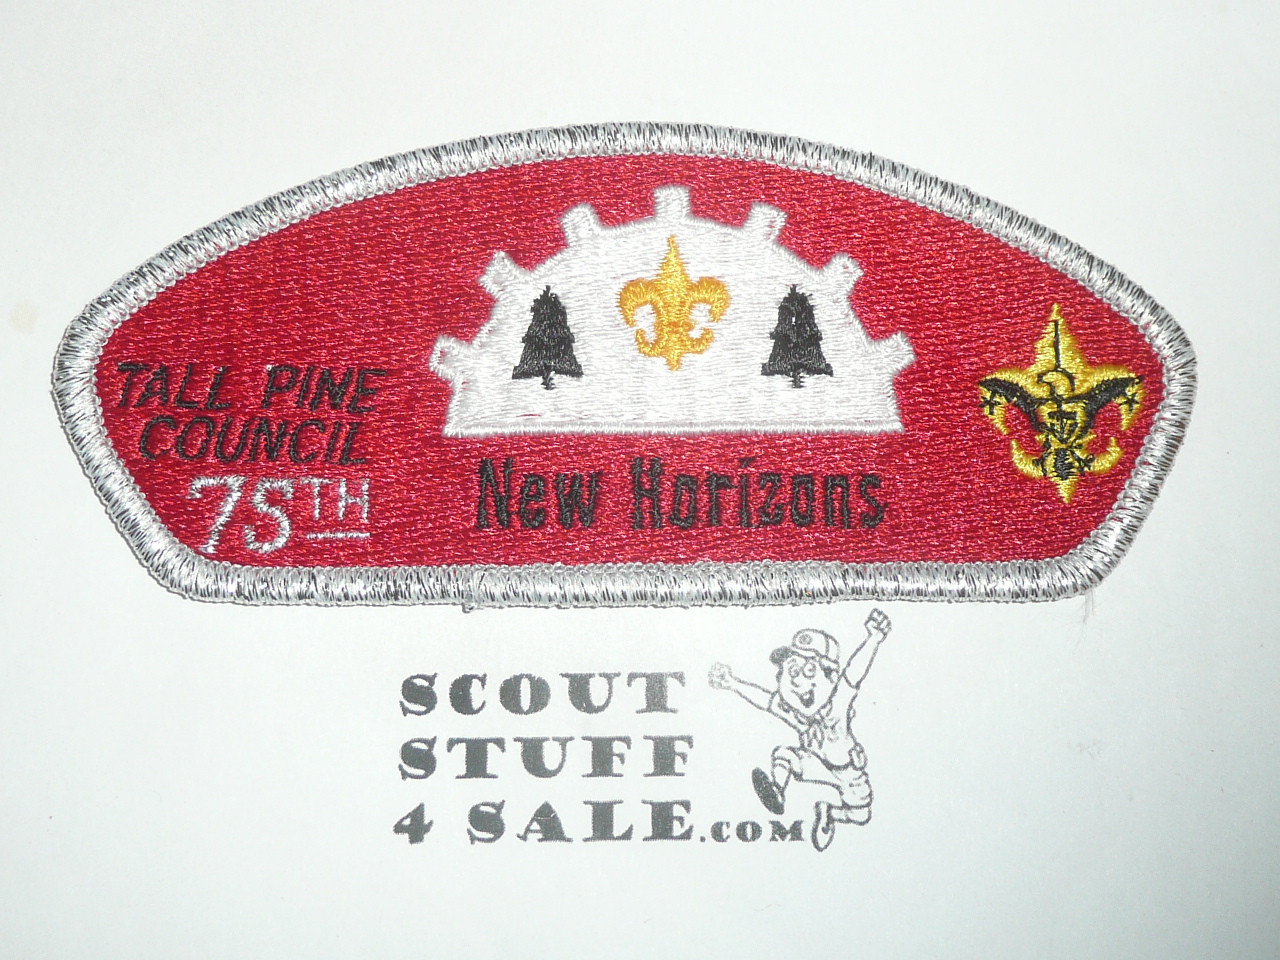 TALL PINE
COUNCIL
75TH
New Horizons
SCOUT
STUFF
4 SALE.COM